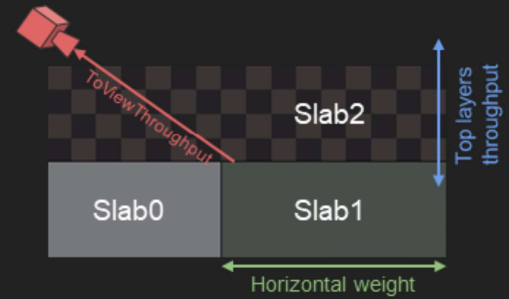 ToViewThroughput
Slab2
Top layers
throughput
Slab0
Slab1
Horizontal weight